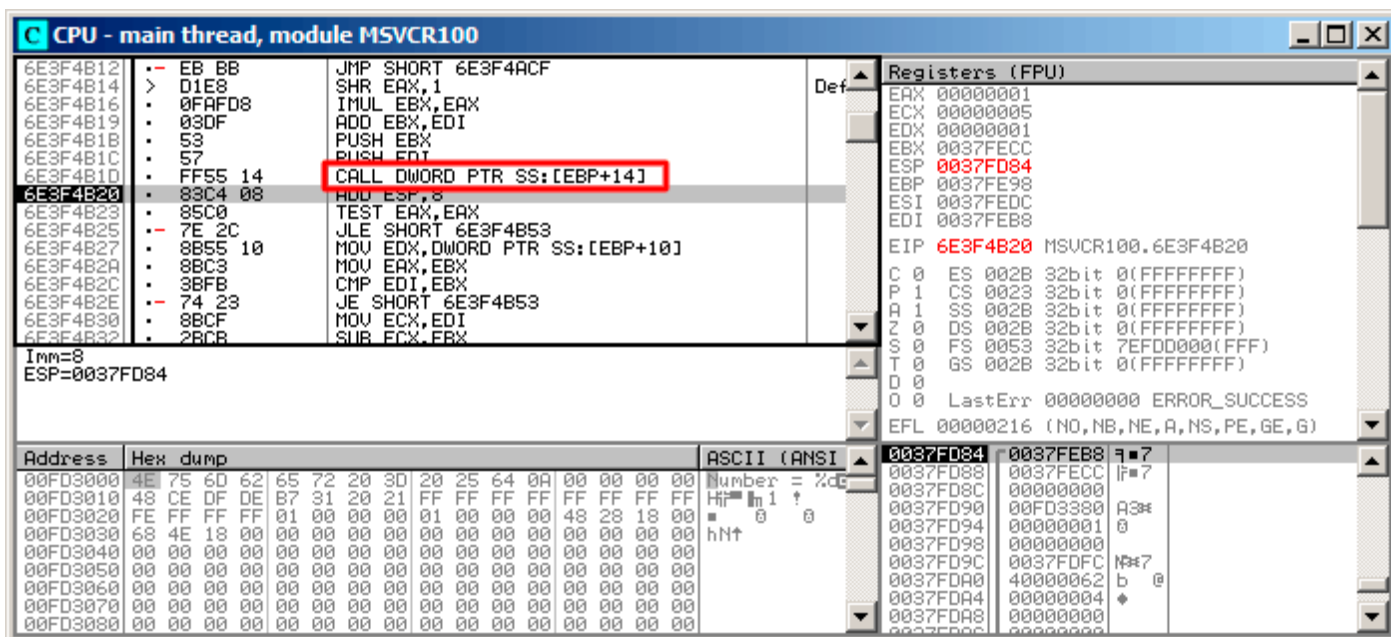 C CPU - main thread, module MSVCR100
6E3F4B12 EB BB JMP SHORT 6E3F4ACF
6E3F4B14 > D1E8 SHR EAX,1 Def
6E3F4B16 0FAFD8 IMUL EBX,EAX
6E3F4B19 03DF ADD EBX,EDI
6E3F4B1B 53 PUSH EBX
6E3F4B1C 57 PUSH EDI
6E3F4B1D FF55 14 CALL DWORD PTR SS:[EBP+14]
6E3F4B20 83C4 08 ADD ESP,8
6E3F4B23 85C0 TEST EAX,EAX
6E3F4B25 7E 2C JLE SHORT 6E3F4B53
6E3F4B27 8B55 10 MOV EDX,DWORD PTR SS:[EBP+10]
6E3F4B2A 8BC3 MOV EAX,EBX
6E3F4B2C 3BFB CMP EDI,EBX
6E3F4B2E 74 23 JE SHORT 6E3F4B53
6E3F4B30 8BCF MOV ECX,EDI
6E3F4B32 2BCB SUB ECX,EBX
Imm=8
ESP=0037FD84
Registers (FPU)
EAX 00000001
ECX 00000005
EDX 00000001
EBX 0037FECC
ESP 0037FD84
EBP 0037FE98
ESI 0037FEDC
EDI 0037FEB8
EIP 6E3F4B20 MSVCR100.6E3F4B20
C 0 ES 002B 32bit 0(FFFFFFFF)
P 1 CS 0023 32bit 0(FFFFFFFF)
A 1 SS 002B 32bit 0(FFFFFFFF)
Z 0 DS 002B 32bit 0(FFFFFFFF)
S 0 FS 0053 32bit 7EFDD000(FFF)
T 0 GS 002B 32bit 0(FFFFFFFF)
D 0
O 0 LastErr 00000000 ERROR_SUCCESS
EFL 00000216 (NO,NB,NE,A,NS,PE,GE,G)
Address Hex dump ASCII (ANSI
00FD3000 4E 75 6D 62 65 72 20 3D 20 25 64 0A 00 00 00 00 Number = %d
00FD3010 48 CE DF DE B7 31 20 21 FF FF FF FF FF FF FF FF
00FD3020 FE FF FF FF 01 00 00 00 01 00 00 00 48 28 18 00
00FD3030 68 4E 18 00 00 00 00 00 00 00 00 00 00 00 00 00 hN↑
00FD3040 00 00 00 00 00 00 00 00 00 00 00 00 00 00 00 00
00FD3050 00 00 00 00 00 00 00 00 00 00 00 00 00 00 00 00
00FD3060 00 00 00 00 00 00 00 00 00 00 00 00 00 00 00 00
00FD3070 00 00 00 00 00 00 00 00 00 00 00 00 00 00 00 00
00FD3080 00 00 00 00 00 00 00 00 00 00 00 00 00 00 00 00
0037FD84 0037FEB8
0037FD88 0037FECC
0037FD8C 00000000
0037FD90 00FD3380
0037FD94 00000001
0037FD98 00000000
0037FD9C 0037FDFC
0037FDA0 40000062 b @
0037FDA4 00000004 ♦
0037FDA8 00000000